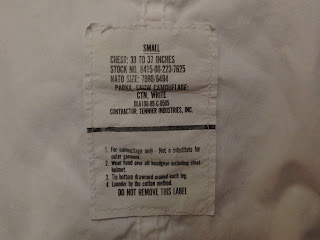 SMALL
CHEST: 33 TO 37 INCHES
STOCK NO. 8415-00-223-7625
NATO SIZE: 7080/8494
PARKA, SNOW CAMOUFLAGE:
CTN, WHITE
DLA100-89-C-0505
CONTRACTOR: TENNIER INDUSTRIES, INC.
1. For camouflage only - Not a substitute for
outer garment.
2. Wear hood over all headgear including steel
helmet.
3. Tie bottom drawcord around each leg.
4. Launder by the cotton method.
DO NOT REMOVE THIS LABEL